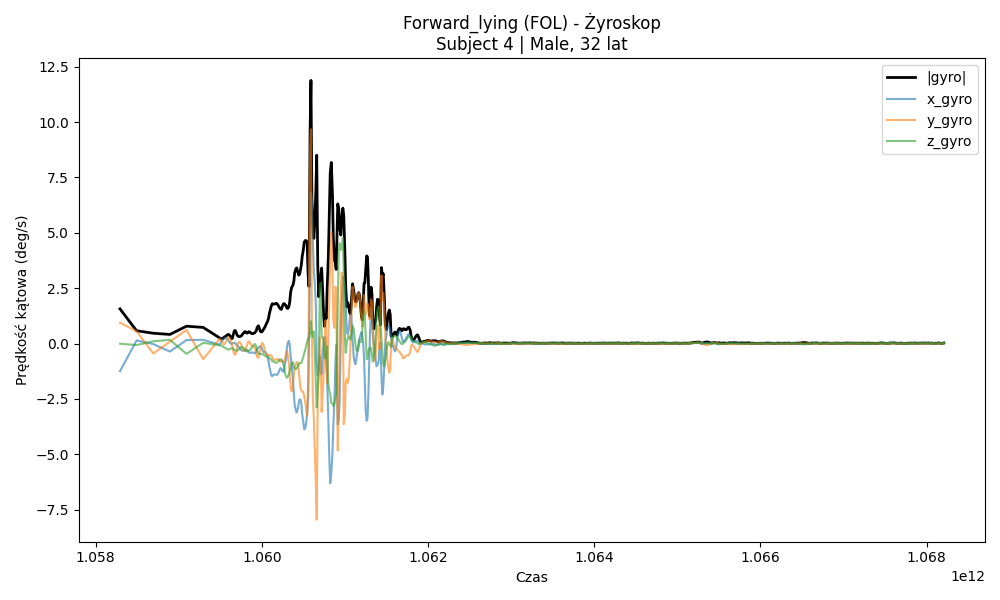 Forward_lying (FOL) - Żyroskop
Subject 4 | Male, 32 lat
12.5
10.0
7.5
5.0
2.5
0.0
−2.5
−5.0
−7.5
Prędkość kątowa (deg/s)
|gyro|
x_gyro
y_gyro
z_gyro
1.058
1.060
1.062
1.064
1.066
1.068
1e12
Czas